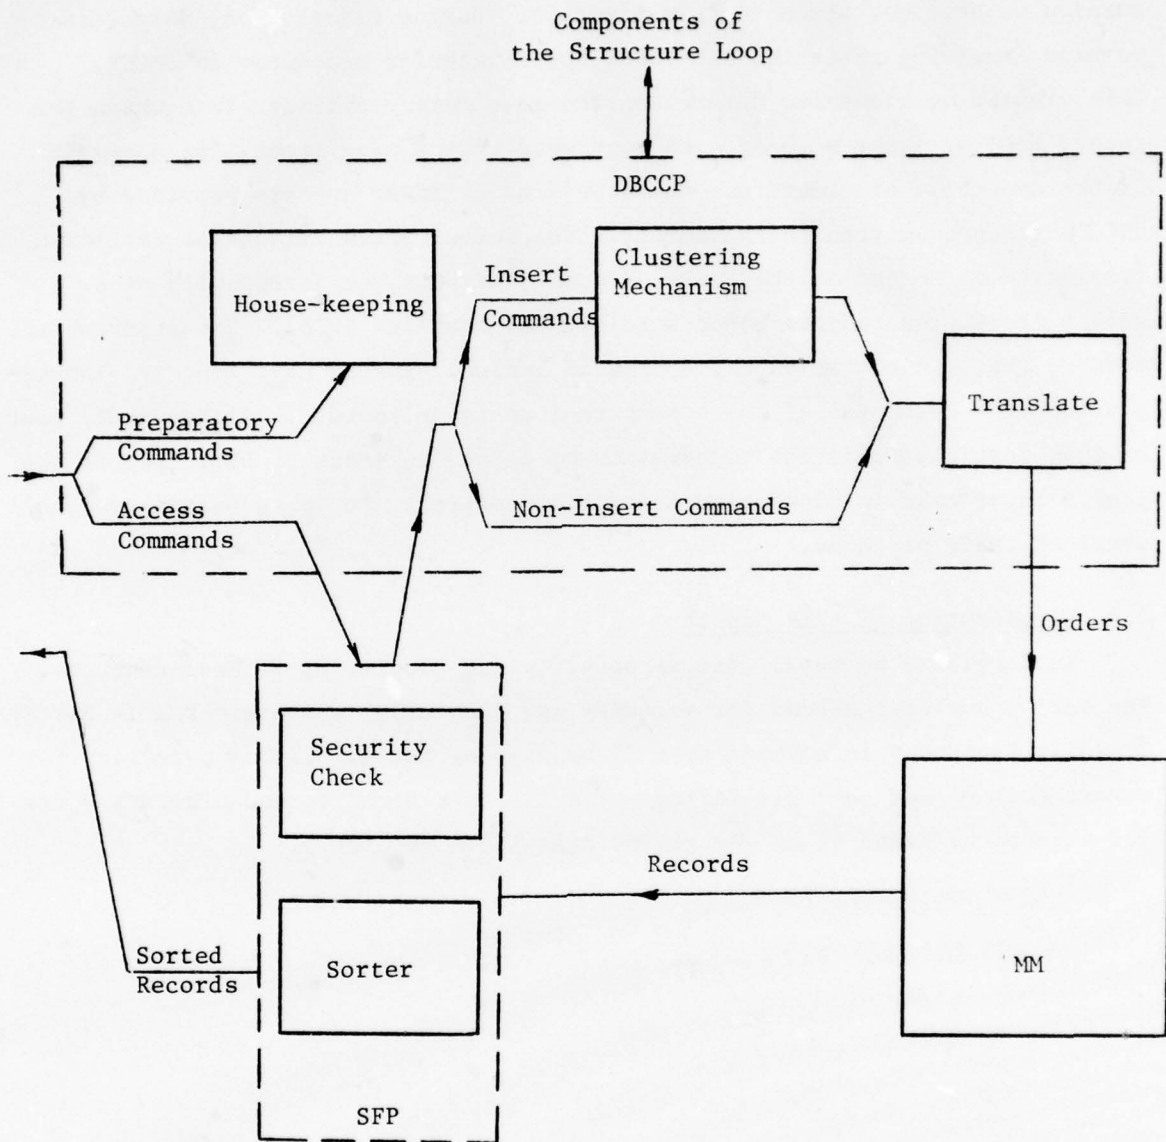 Components of
the Structure Loop
DBCCP
House-keeping
Insert
Commands
Clustering
Mechanism
Translate
Preparatory
Commands
Access
Commands
Non-Insert Commands
Orders
Security
Check
Records
Sorted
Records
Sorter
MM
SFP